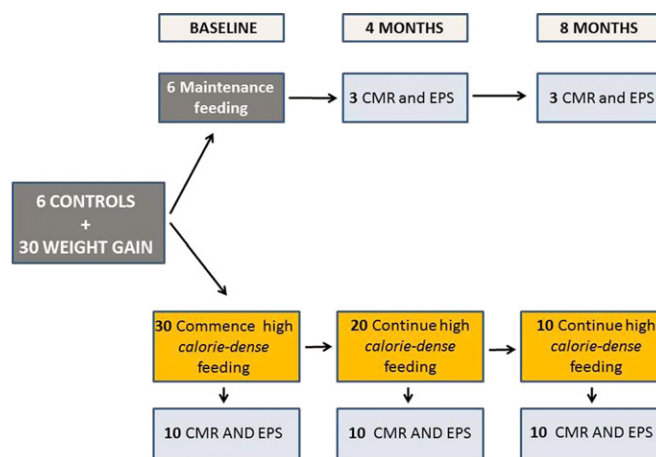 BASELINE
4 MONTHS
8 MONTHS
6 Maintenance
feeding
3 CMR and EPS
3 CMR and EPS
6 CONTROLS
+
30 WEIGHT GAIN
30 Commence high
calorie-dense
feeding
20 Continue high
calorie-dense
feeding
10 Continue high
calorie-dense
feeding
10 CMR AND EPS
10 CMR AND EPS
10 CMR AND EPS